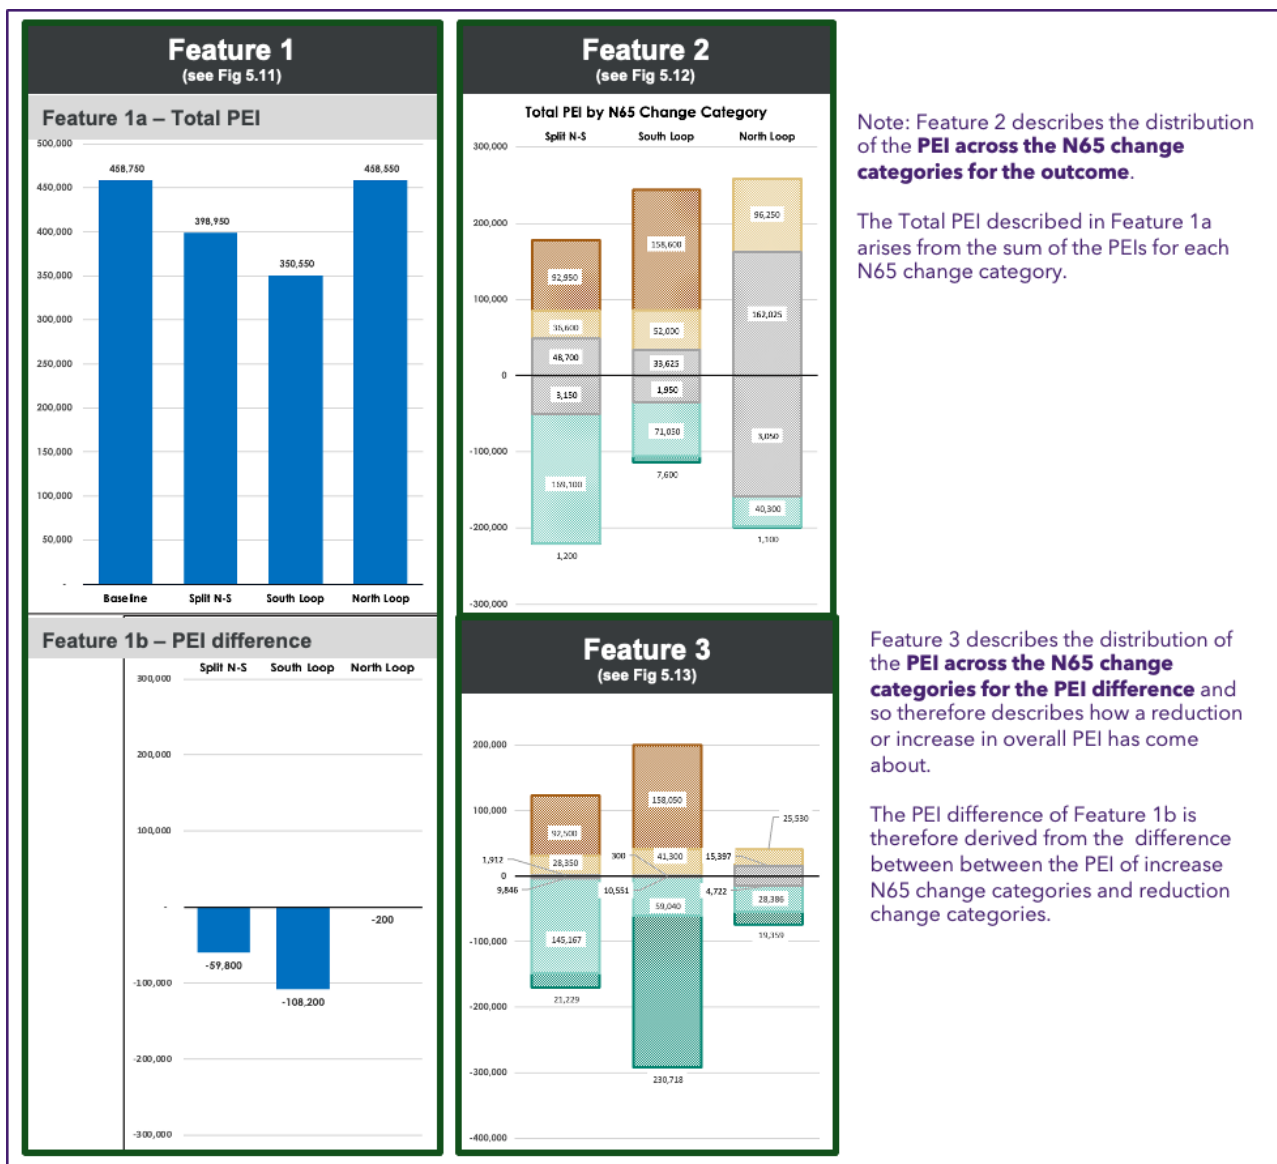 Feature 1
(see Fig 5.11)
Feature 1a – Total PEI
500,000
450,000
400,000
350,000
300,000
250,000
200,000
150,000
100,000
50,000
-
458,750
398,950
350,550
458,550
Baseline
Split N-S
South Loop
North Loop
Feature 1b – PEI difference
Split N-S
South Loop
North Loop
300,000
200,000
100,000
-
-100,000
-200,000
-300,000
-59,800
-108,200
-200
Feature 2
(see Fig 5.12)
Total PEI by N65 Change Category
Split N-S
South Loop
North Loop
300,000
200,000
100,000
0
-100,000
-200,000
-300,000
92,950
36,600
48,700
3,150
169,100
1,200
158,600
52,000
33,625
1,950
71,050
7,600
96,250
162,025
3,050
40,300
1,100
Feature 3
(see Fig 5.13)
200,000
100,000
0
-100,000
-200,000
-300,000
-400,000
92,500
28,350
1,912
9,846
145,167
21,229
158,050
41,300
300
10,551
59,040
230,718
25,530
15,397
4,722
28,386
19,359
Note: Feature 2 describes the distribution
of the PEI across the N65 change
categories for the outcome.
The Total PEI described in Feature 1a
arises from the sum of the PEIs for each
N65 change category.
Feature 3 describes the distribution of
the PEI across the N65 change
categories for the PEI difference and
so therefore describes how a reduction
or increase in overall PEI has come
about.
The PEI difference of Feature 1b is
therefore derived from the difference
between between the PEI of increase
N65 change categories and reduction
change categories.